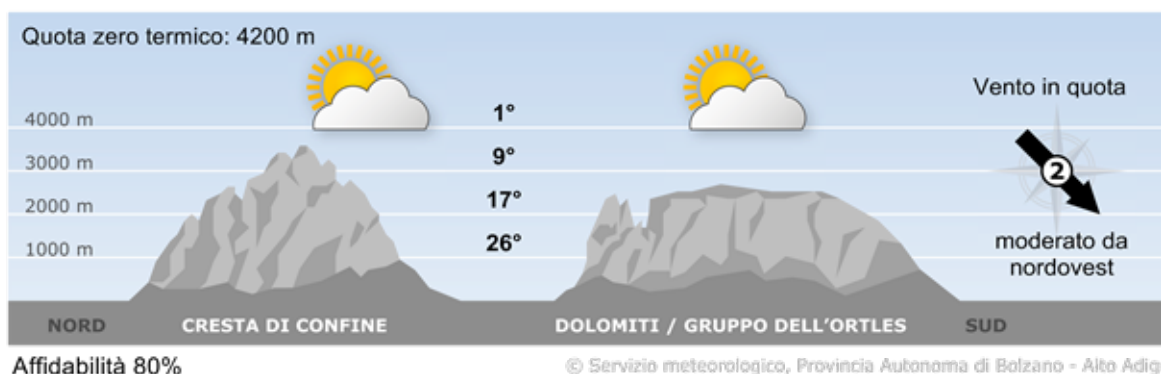 Quota zero termico: 4200 m
Vento in quota
4000 m
1°
3000 m
9°
2
2000 m
17°
1000 m
26°
moderato da
nordovest
NORD
CRESTA DI CONFINE
DOLOMITI / GRUPPO DELL'ORTLES
SUD
Affidabilità 80%
© Servizio meteorologico, Provincia Autonoma di Bolzano - Alto Adig